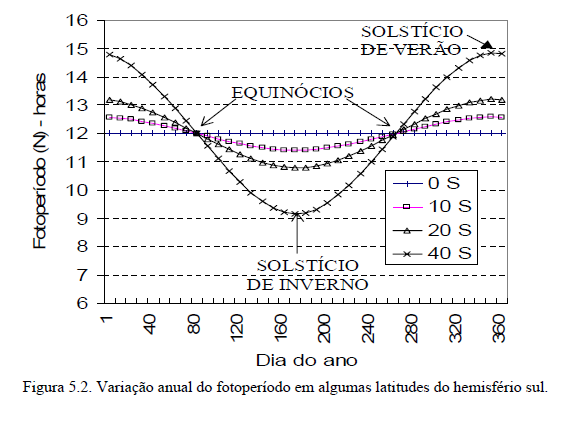 SOLSTÍCIO
DE VERÃO
EQUINÓCIOS
Fotoperíodo (N) - horas
16
15
14
13
12
11
10
9
8
7
6
0 S
10 S
20 S
40 S
SOLSTÍCIO
DE INVERNO
1
40
80
120
160
200
240
280
320
360
Dia do ano
Figura 5.2. Variação anual do fotoperíodo em algumas latitudes do hemisfério sul.